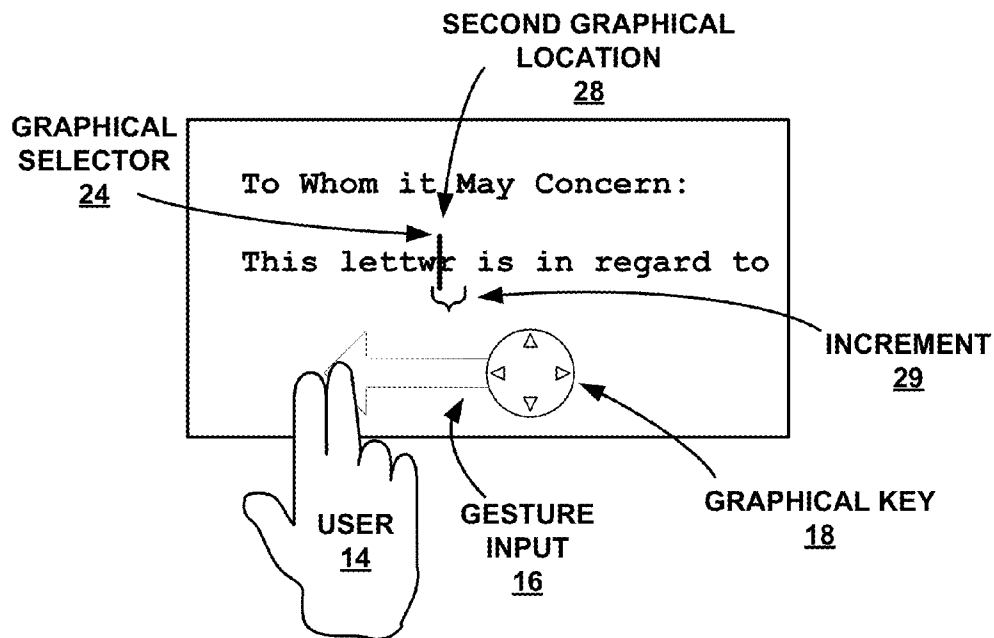 SECOND GRAPHICAL
LOCATION
28
GRAPHICAL
SELECTOR
24
To Whom it May Concern:
This lettwr is in regard to
INCREMENT
29
USER
14
GESTURE
INPUT
16
GRAPHICAL KEY
18